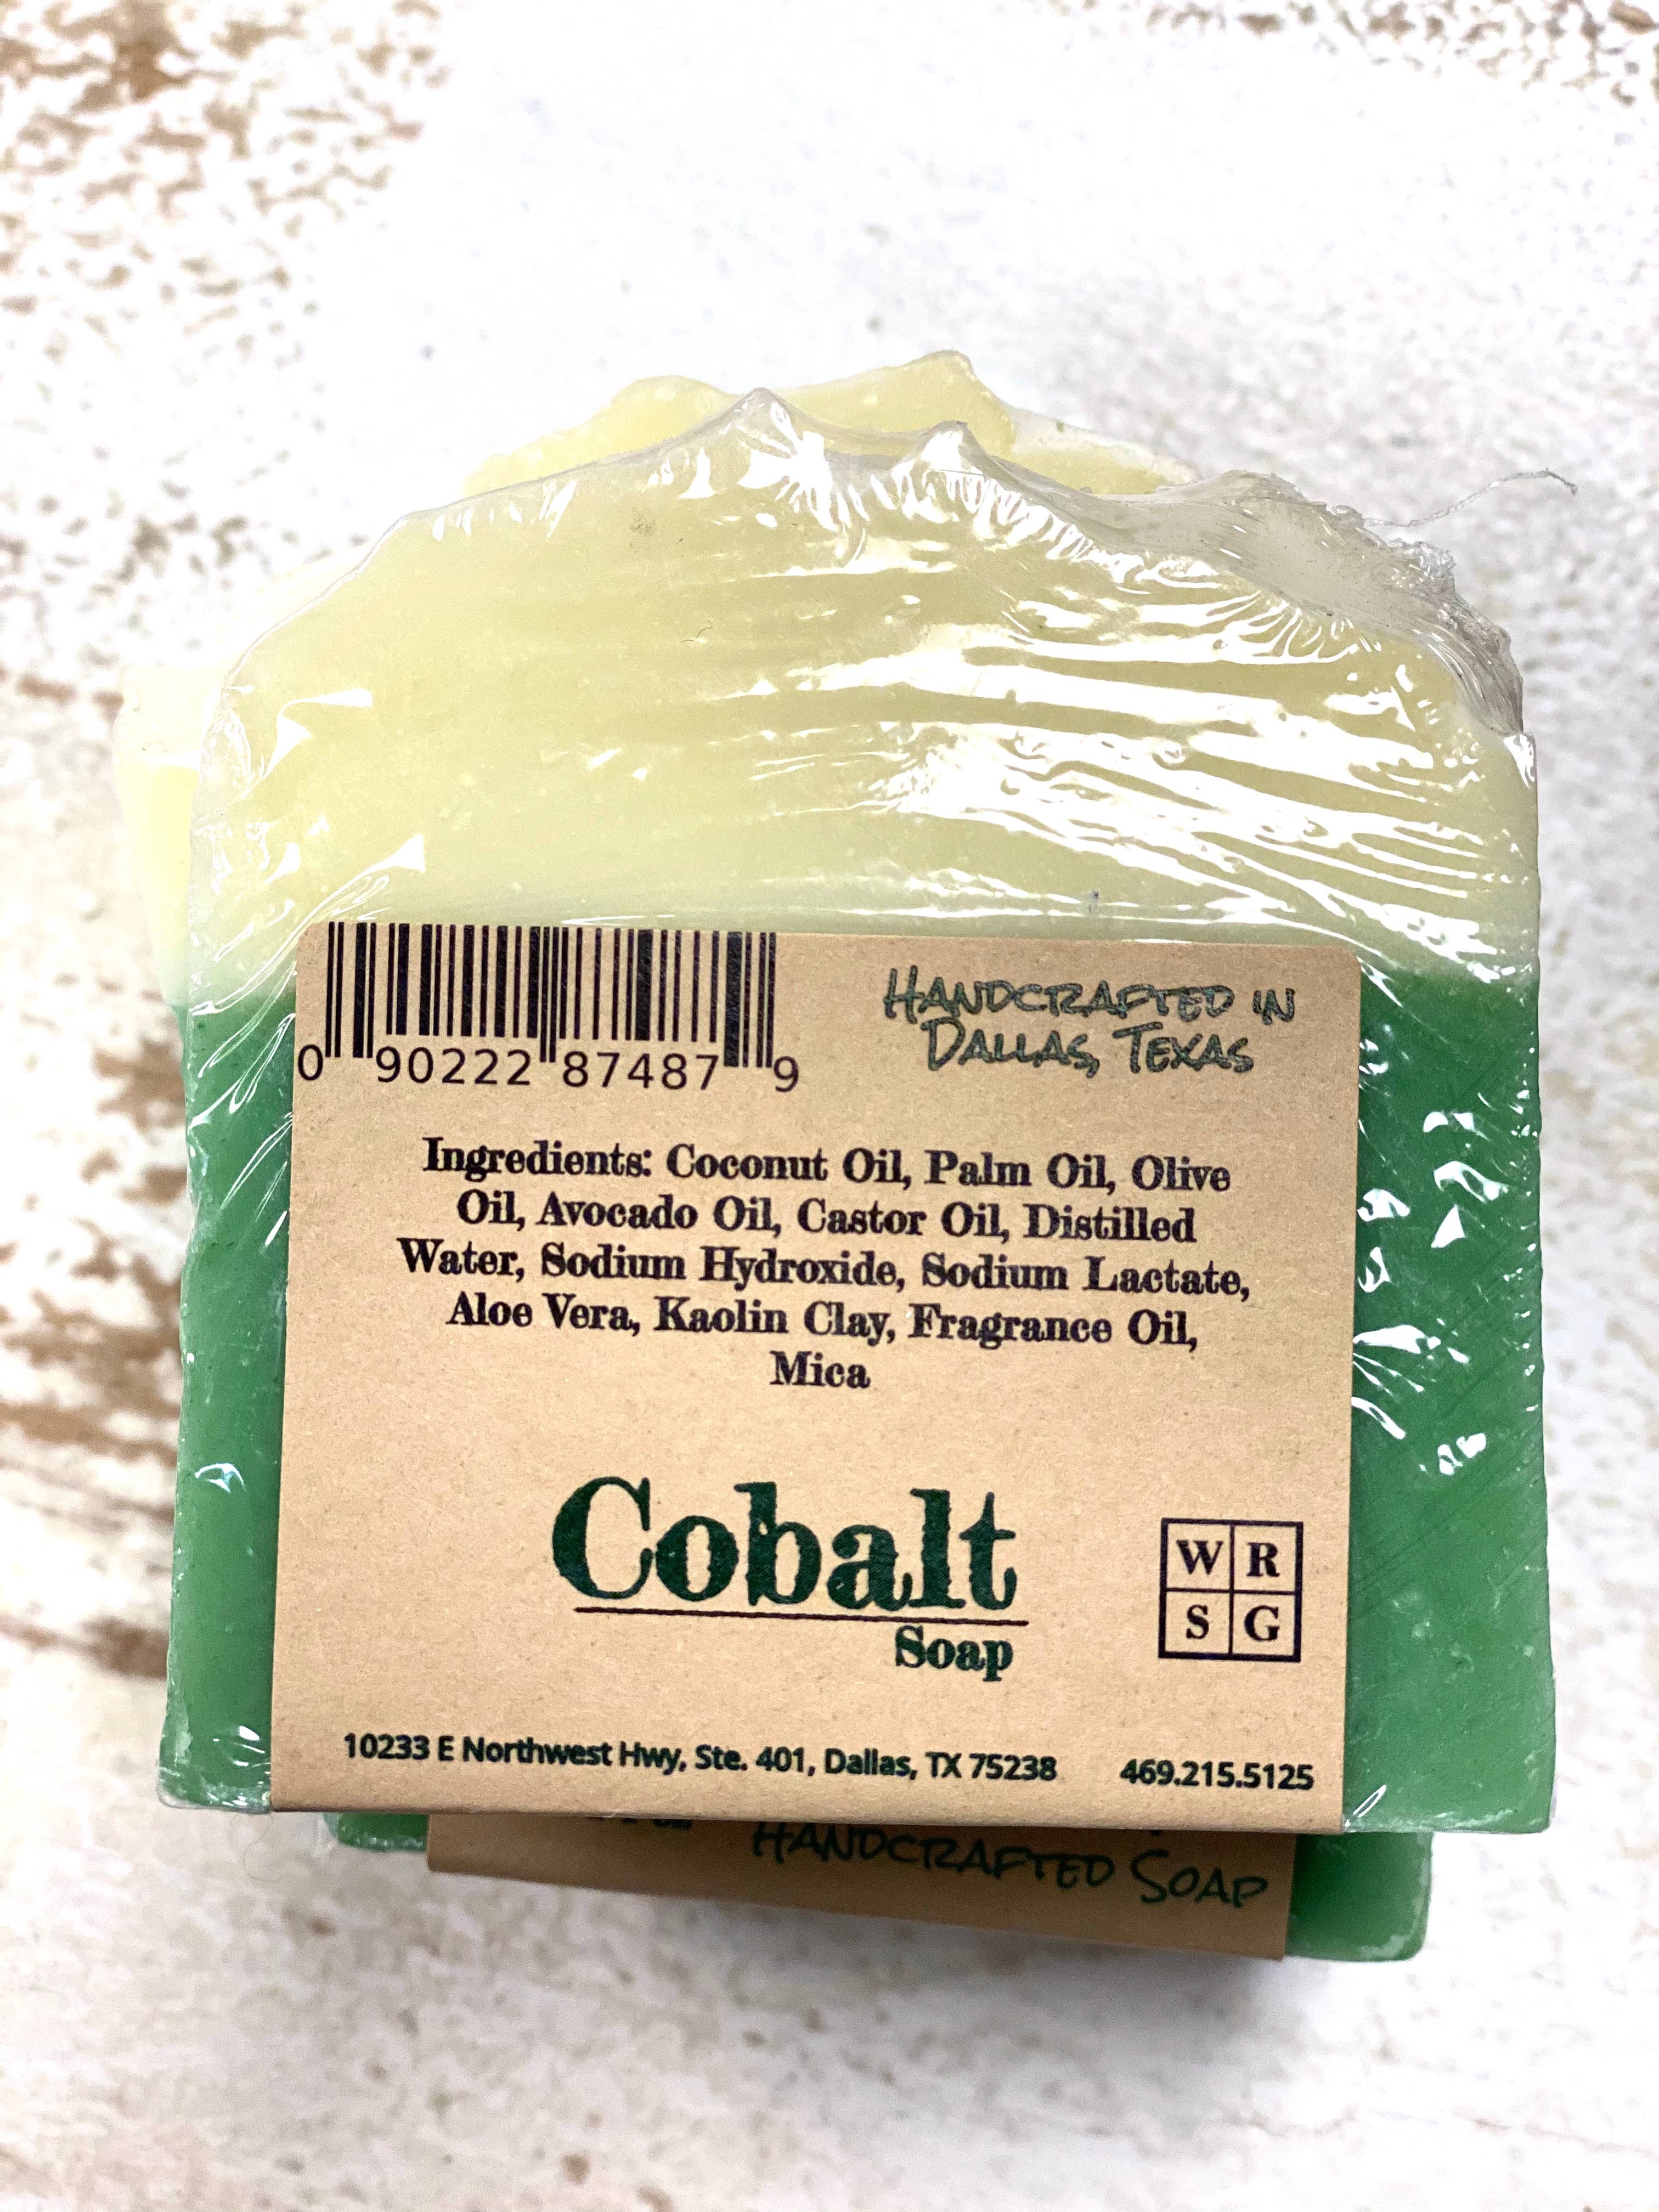 0 90222 87487 9
HANDCRAFTED IN
DALLAS, TEXAS
Ingredients: Coconut Oil, Palm Oil, Olive
Oil, Avocado Oil, Castor Oil, Distilled
Water, Sodium Hydroxide, Sodium Lactate,
Aloe Vera, Kaolin Clay, Fragrance Oil,
Mica
Cobalt
Soap
W R
S G
10233 E Northwest Hwy, Ste. 401, Dallas, TX 75238 469.215.5125
HANDCRAFTED SOAP